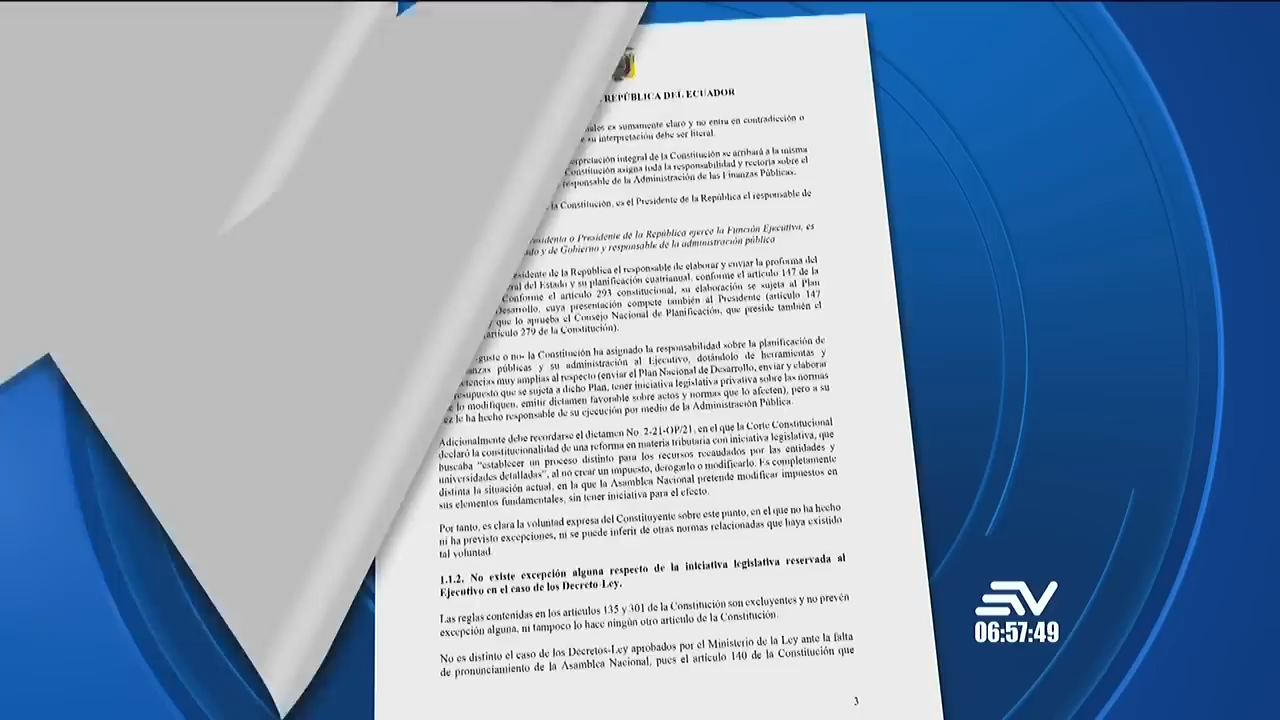 REPÚBLICA DEL ECUADOR
es sumamente claro y no entra en contradicción o
su interpretación debe ser literal.
integral de la Constitución se arribará a la misma
Constitución asigna toda la responsabilidad y rectoría sobre el
responsable de la Administración de las Finanzas Públicas.
la Constitución, es el Presidente de la República el responsable de
o Presidente de la República ejerce la Función Ejecutiva, es
y de Gobierno y responsable de la administración pública
de la República el responsable de elaborar y enviar la proforma del
del Estado y su planificación cuatrianual, conforme el artículo 147 de la
Conforme el artículo 293 constitucional, su elaboración se sujeta al Plan
cuya presentación compete también al Presidente (artículo 147
y que lo aprueba el Consejo Nacional de Planificación, que preside también el
(artículo 279 de la Constitución).
guste o no- la Constitución ha asignado la responsabilidad sobre la planificación de
públicas y su administración al Ejecutivo, dotándolo de herramientas y
muy amplias al respecto (enviar el Plan Nacional de Desarrollo, enviar y elaborar
que se sujeta a dicho Plan, tener iniciativa legislativa privativa sobre las normas
lo modifiquen, emitir dictamen favorable sobre actos y normas que lo afecten), pero a su
le ha hecho responsable de su ejecución por medio de la Administración Pública.
Adicionalmente debe recordarse el dictamen No. 2-21-OP/21, en el que la Corte Constitucional
declaró la constitucionalidad de una reforma en materia tributaria con iniciativa legislativa, que
buscaba "establecer un proceso distinto para los recursos recaudados por las entidades y
universidades detalladas", al no crear un impuesto, derogarlo o modificarlo. Es completamente
distinta la situación actual, en la que la Asamblea Nacional pretende modificar impuestos en
sus elementos fundamentales, sin tener iniciativa para el efecto.
Por tanto, es clara la voluntad expresa del Constituyente sobre este punto, en el que no ha hecho
ni ha previsto excepciones, ni se puede inferir de otras normas relacionadas que haya existido
tal voluntad.
1.1.2. No existe excepción alguna respecto de la iniciativa legislativa reservada al
Ejecutivo en el caso de los Decreto-Ley.
Las reglas contenidas en los artículos 135 y 301 de la Constitución son excluyentes y no prevén
excepción alguna, ni tampoco lo hace ningún otro artículo de la Constitución.
No es distinto el caso de los Decretos-Ley aprobados por el Ministerio de la Ley ante la falta
de pronunciamiento de la Asamblea Nacional, pues el artículo 140 de la Constitución que
3
06:57:49